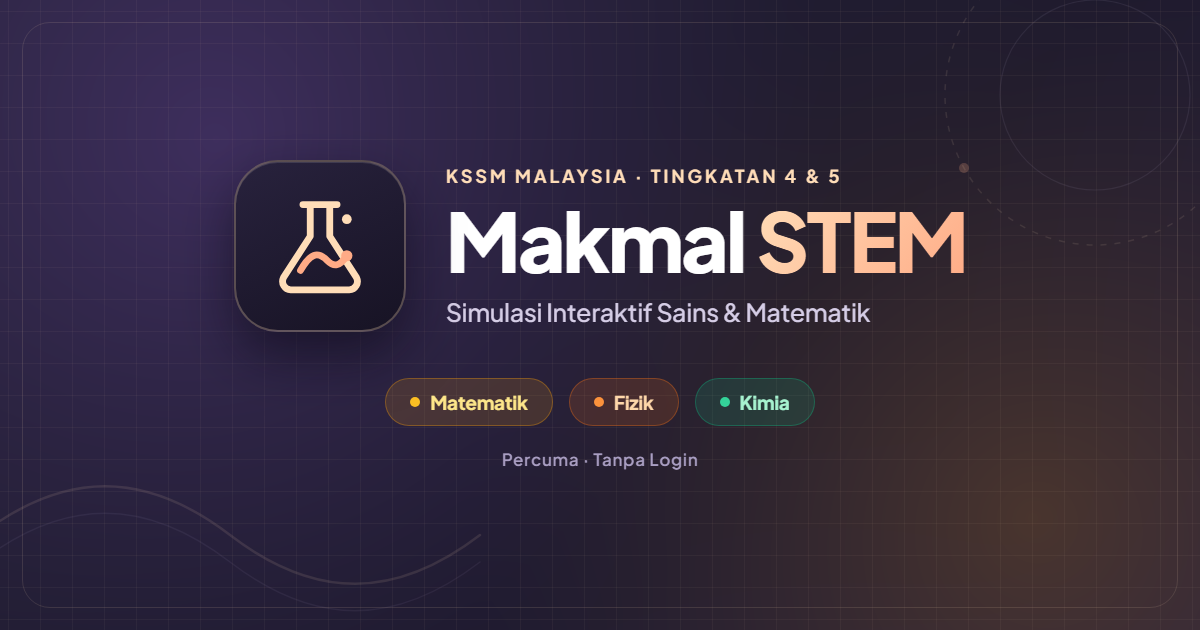 KSSM MALAYSIA · TINGKATAN 4 & 5
Makmal STEM
Simulasi Interaktif Sains & Matematik
Matematik
Fizik
Kimia
Percuma · Tanpa Login